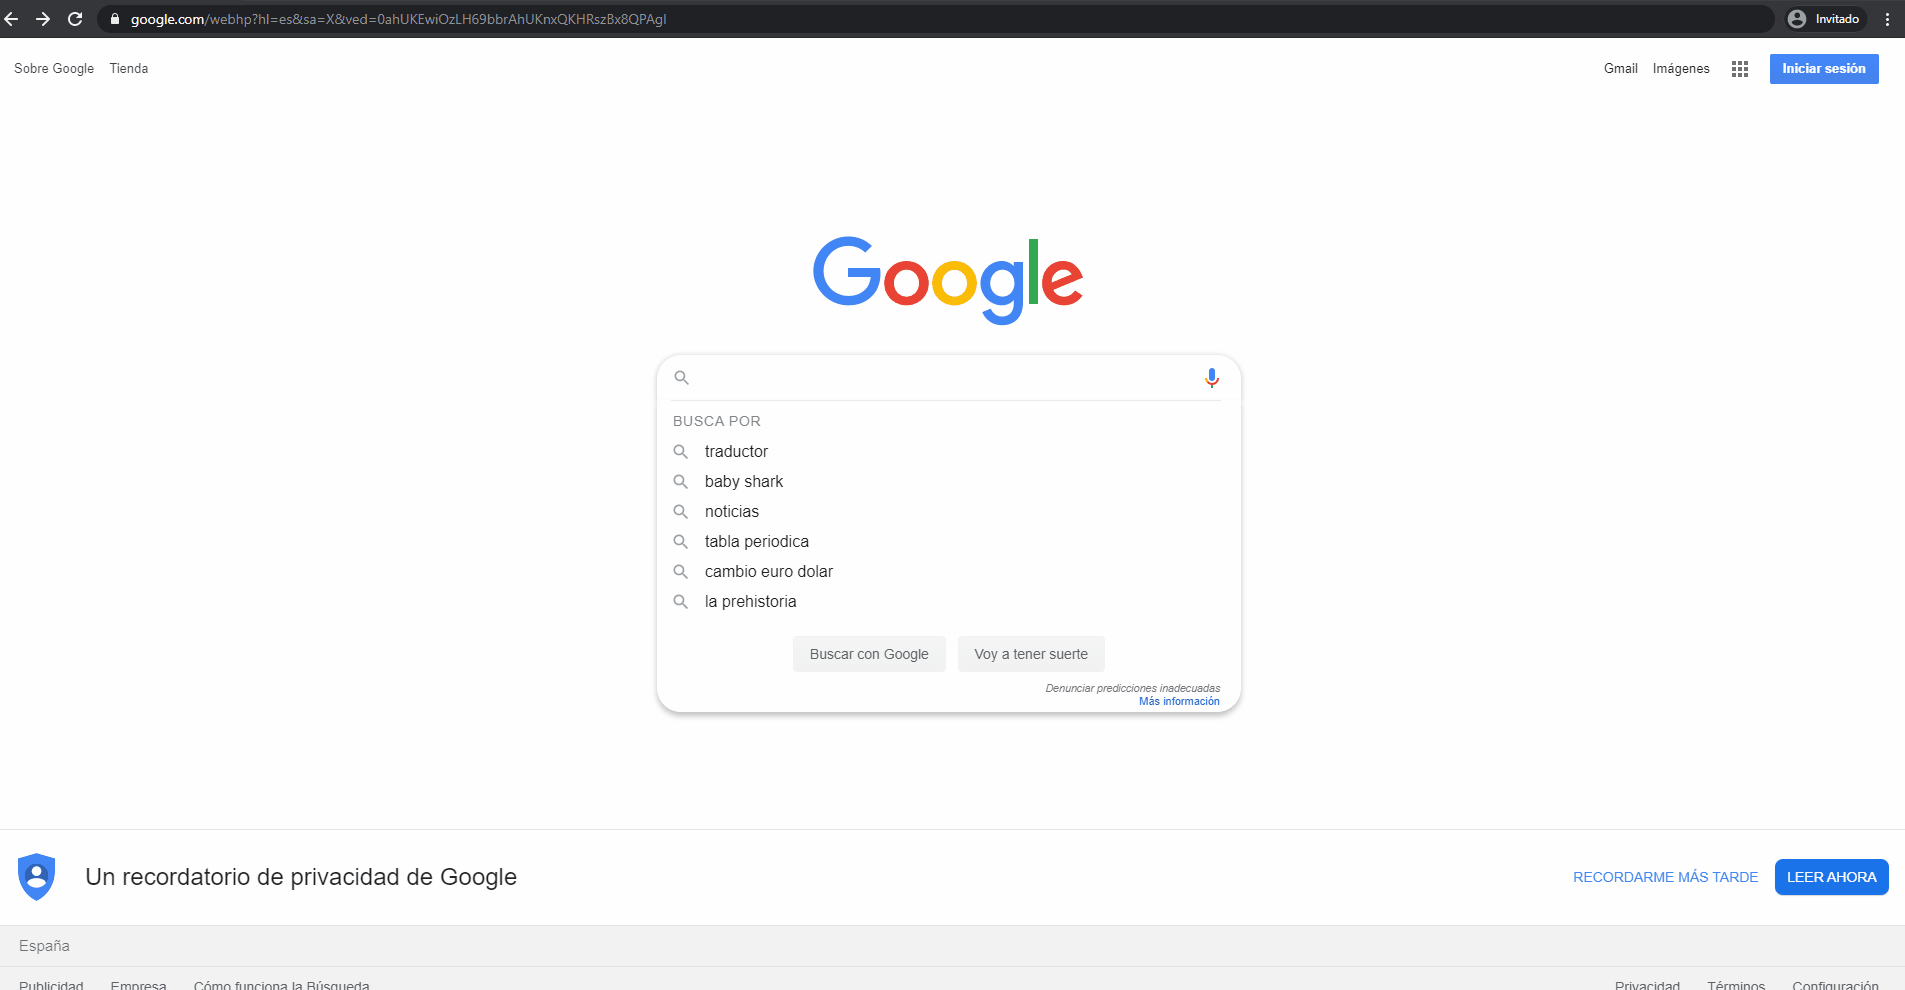 google.com/webhp?hl=es&sa=X&ved=0ahUKEwiOzLH69bbrAhUKnxQKHRszBx8QPAgI
Invitado
Sobre Google Tienda
Gmail Imágenes Iniciar sesión
Google
BUSCA POR
traductor
baby shark
noticias
tabla periodica
cambio euro dolar
la prehistoria
Buscar con Google Voy a tener suerte
Denunciar predicciones inadecuadas
Más información
Un recordatorio de privacidad de Google
RECORDARME MÁS TARDE LEER AHORA
España
Publicidad Empresa Cómo funciona la Búsqueda Privacidad Términos Configuración